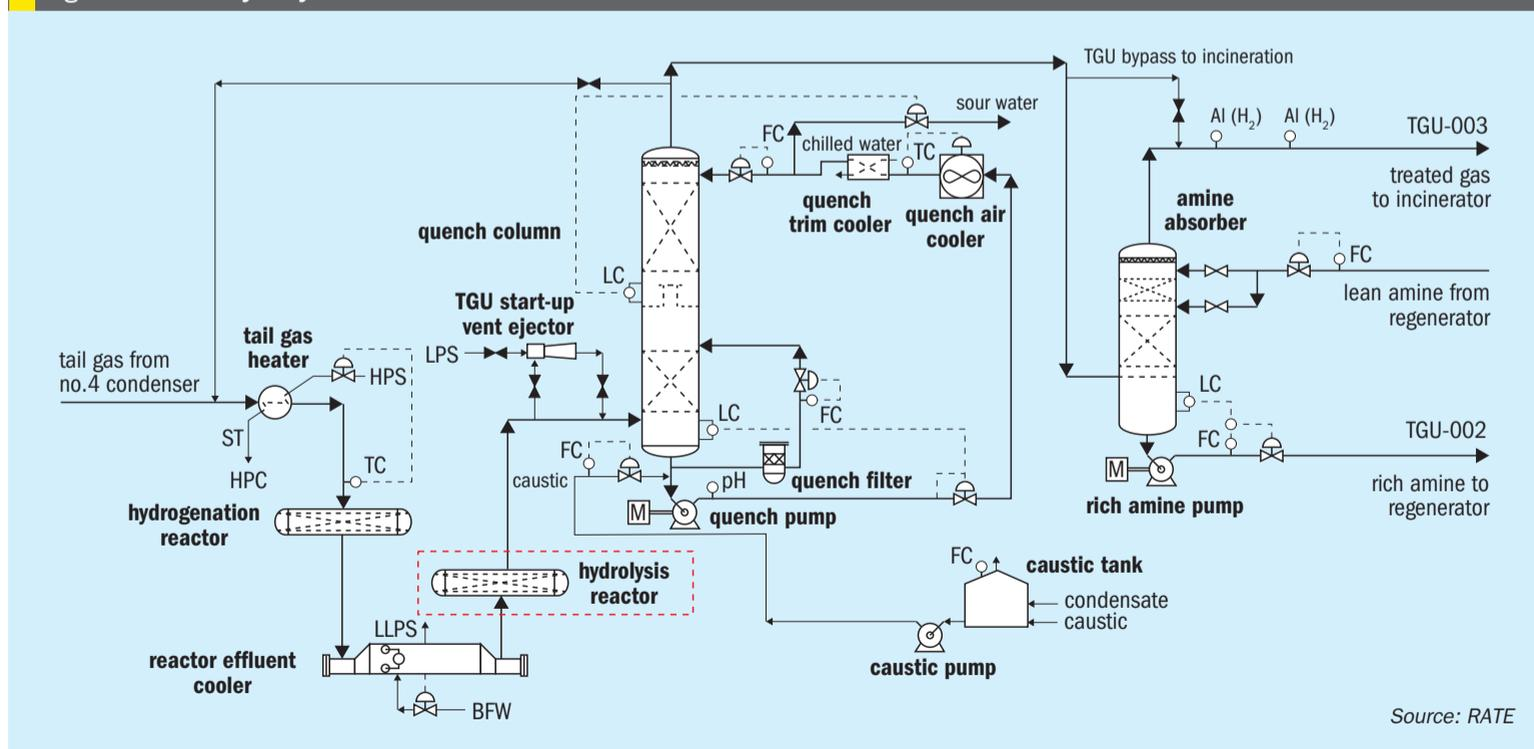 TGU bypass to incineration
sour water
FC
chilled water
TC
AI (H2)
AI (H2)
TGU-003
treated gas
to incinerator
quench
trim cooler
quench air
cooler
amine
absorber
quench column
LC
FC
lean amine from
regenerator
TGU start-up
vent ejector
LPS
tail gas
heater
HPS
tail gas from
no.4 condenser
ST
HPC
TC
LC
FC
LC
FC
TGU-002
rich amine to
regenerator
M
rich amine pump
FC
caustic
quench filter
pH
M
quench pump
hydrogenation
reactor
hydrolysis
reactor
FC
caustic tank
condensate
caustic
caustic pump
LLPS
reactor effluent
cooler
BFW
Source: RATE